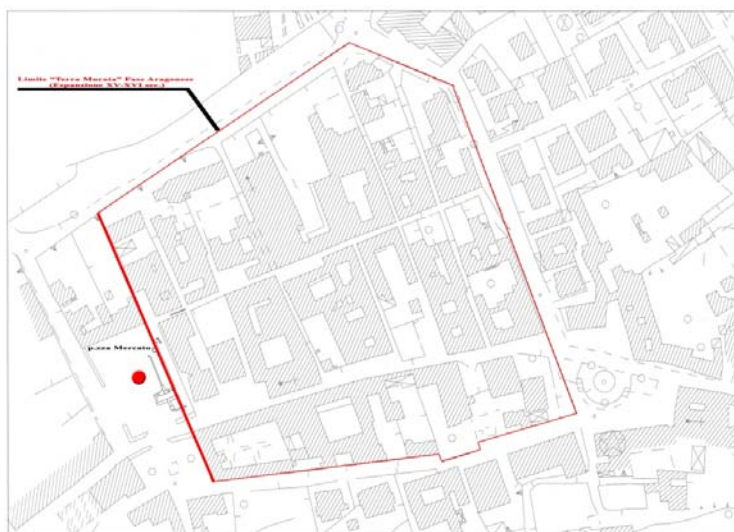 Limite "Terra Murata" Fase Aragonese
(Espansione XV-XVI sec.)
p.zza Mercato